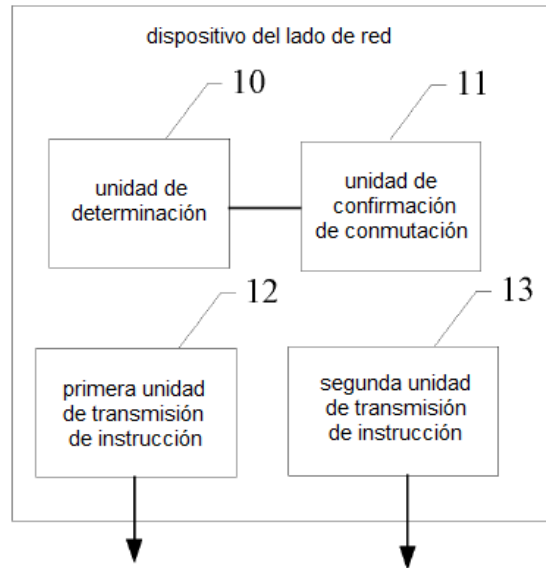 dispositivo del lado de red
10
11
unidad de
determinación
unidad de
confirmación
de conmutación
12
13
primera unidad
de transmisión
de instrucción
segunda unidad
de transmisión
de instrucción